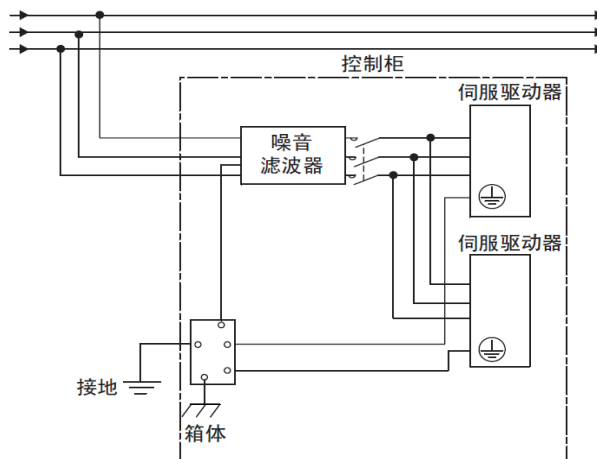 控制柜
伺服驱动器
噪音
滤波器
伺服驱动器
接地
箱体